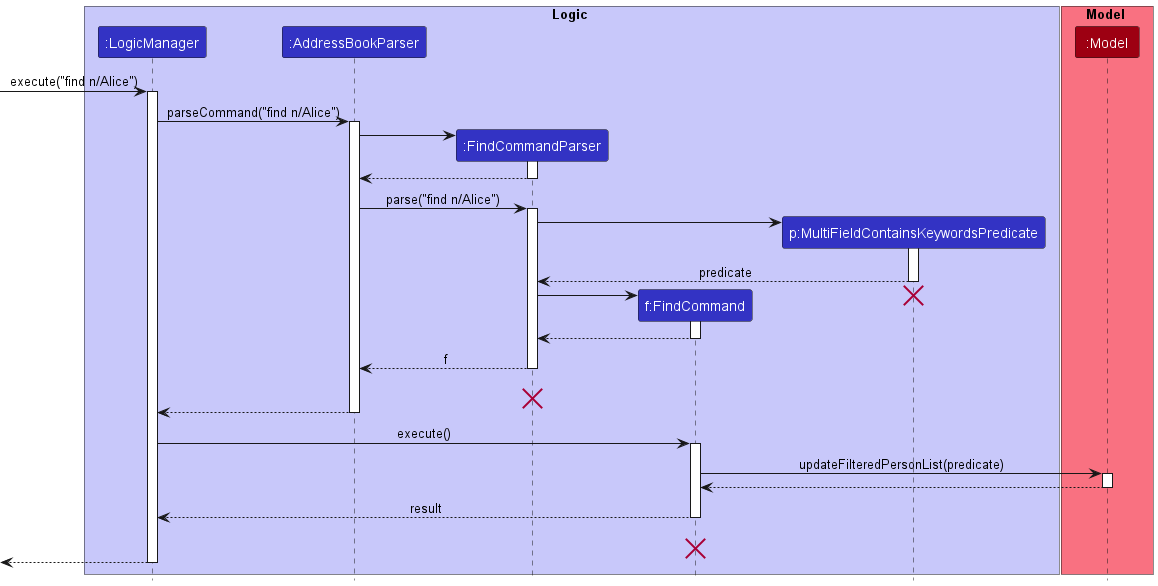 Logic
Model
:LogicManager
:AddressBookParser
:Model
execute("find n/Alice")
parseCommand("find n/Alice")
:FindCommandParser
parse("find n/Alice")
p:MultiFieldContainsKeywordsPredicate
predicate
f:FindCommand
f
execute()
updateFilteredPersonList(predicate)
result